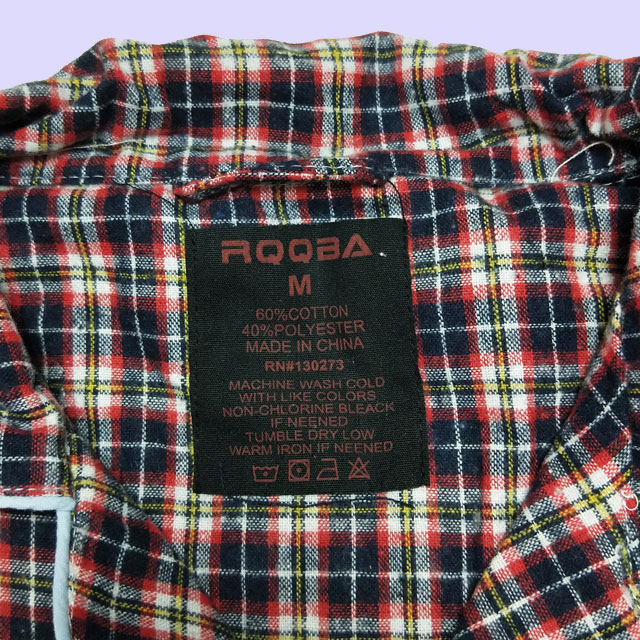 RQQBA
M
60%COTTON
40%POLYESTER
MADE IN CHINA
RN#130273
MACHINE WASH COLD
WITH LIKE COLORS
NON-CHLORINE BLEACK
IF NEENED
TUMBLE DRY LOW
WARM IRON IF NEENED